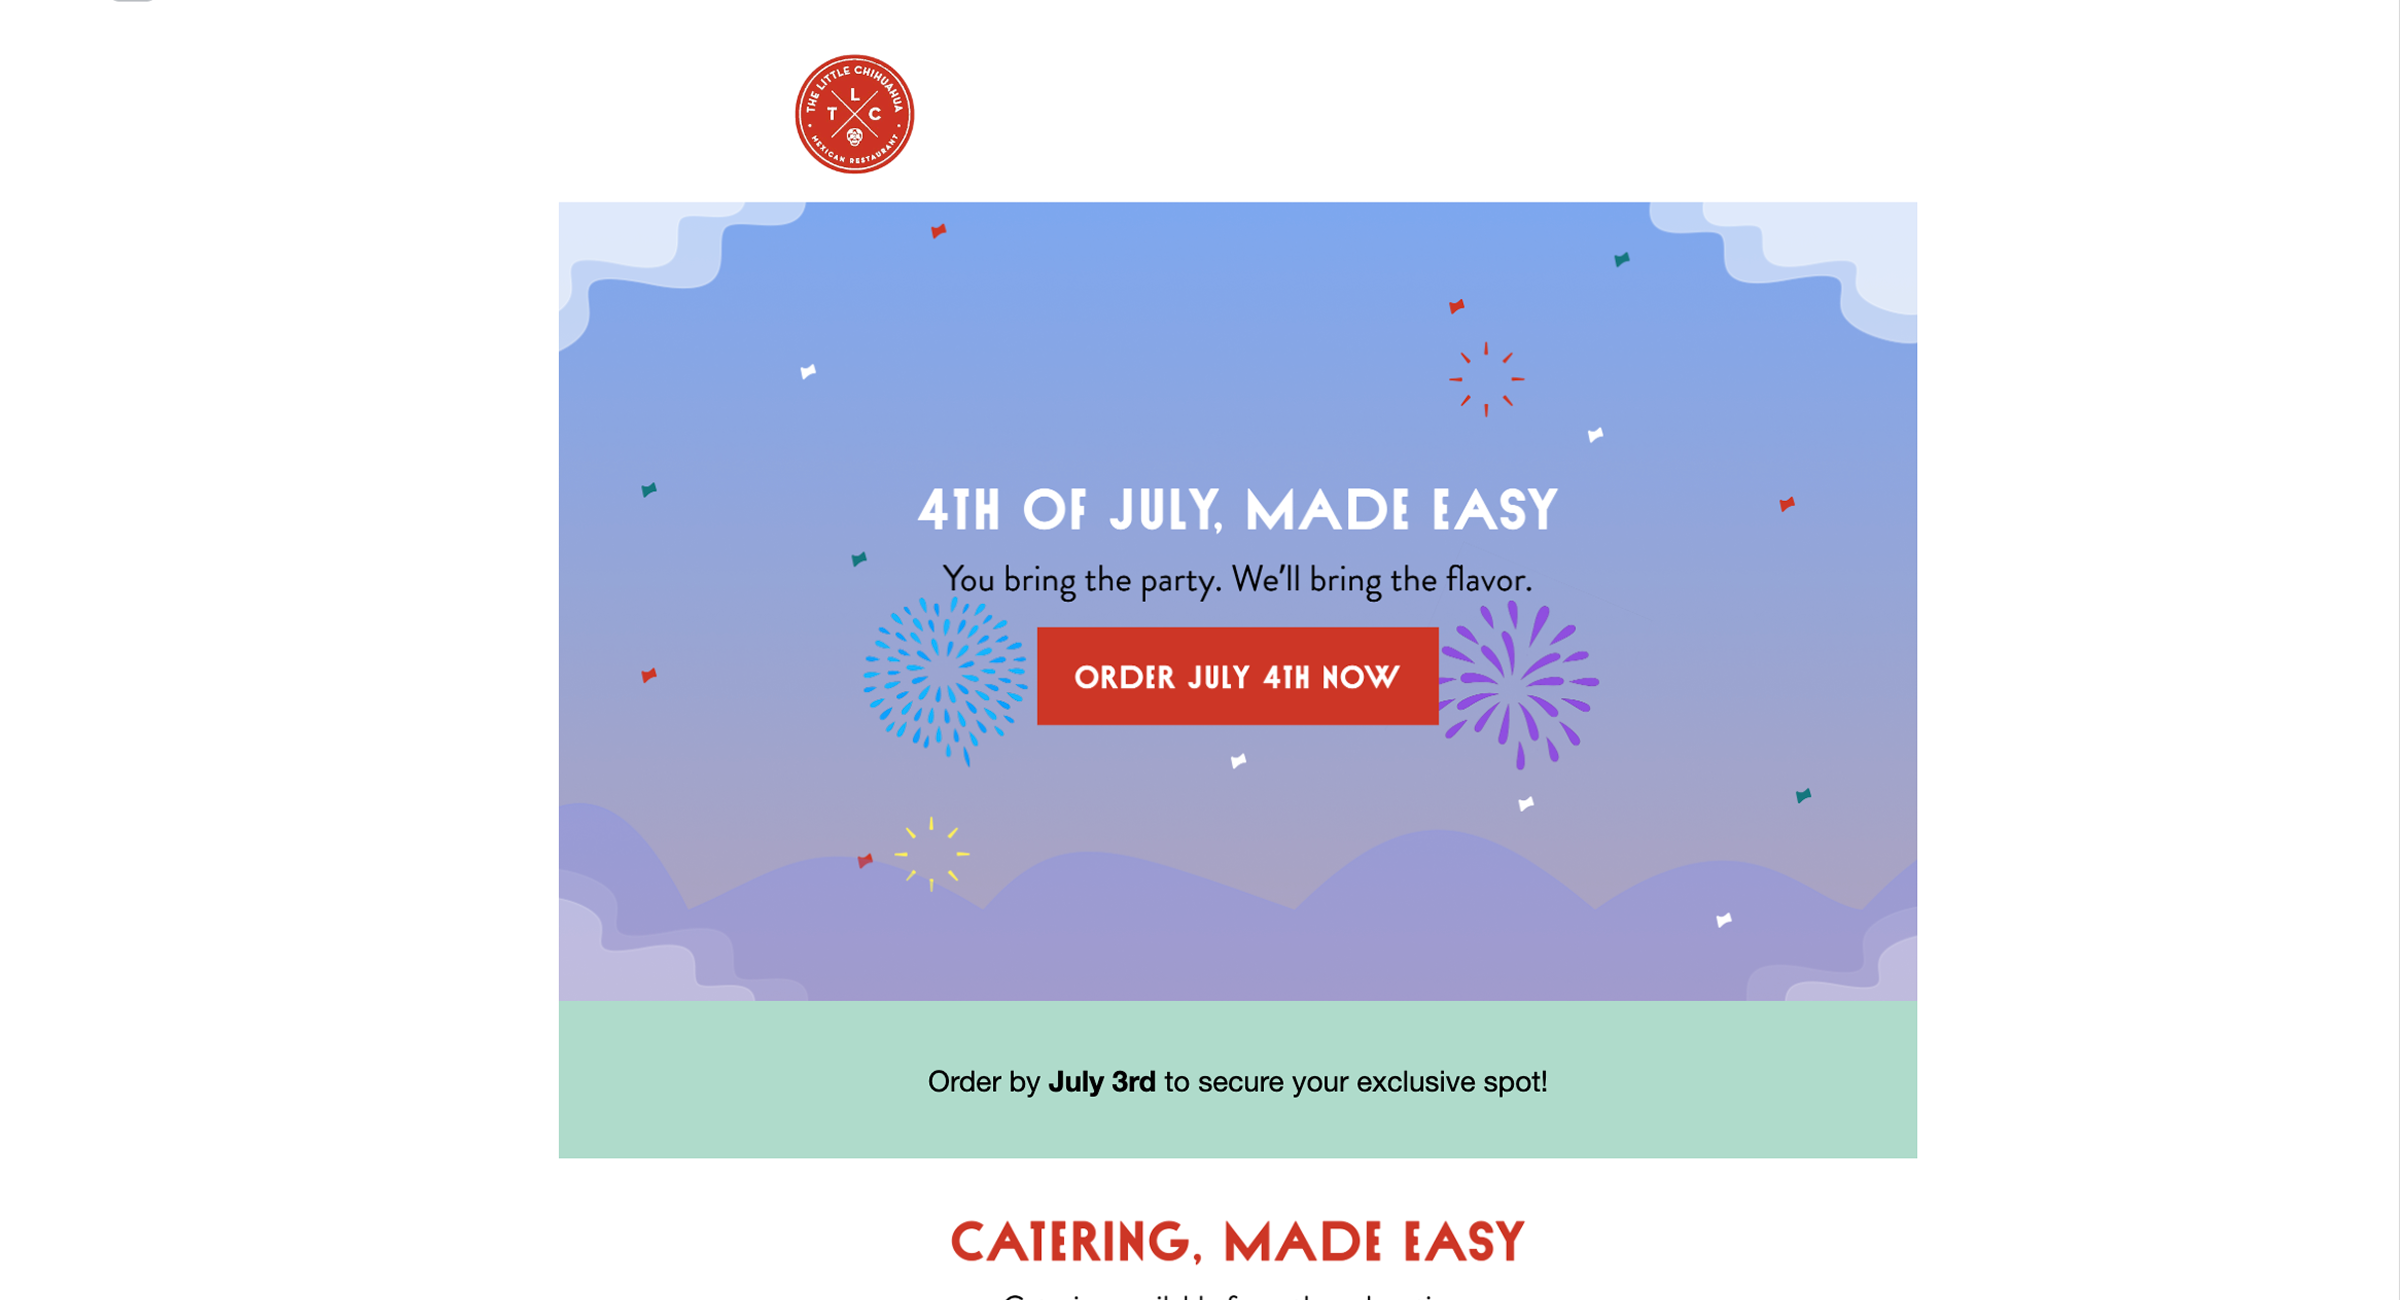 THE LITTLE CHIHUAHUA
L
T C
MEXICAN RESTAURANT
4TH OF JULY, MADE EASY
You bring the party. We'll bring the flavor.
ORDER JULY 4TH NOW
Order by July 3rd to secure your exclusive spot!
CATERING, MADE EASY